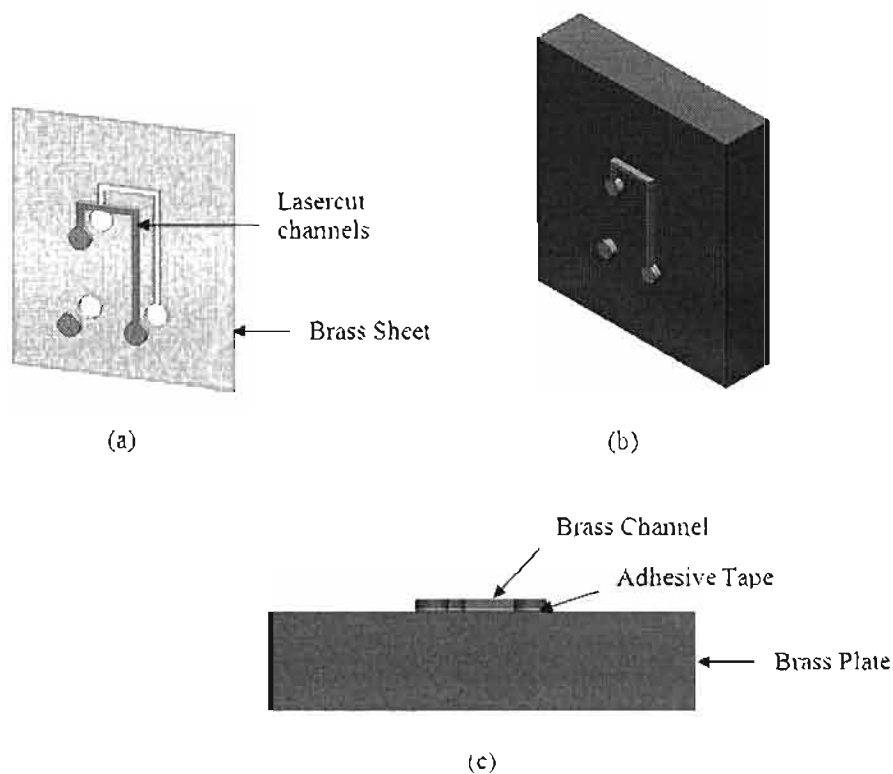 Lasercut
channels
Brass Sheet
(a)
(b)
Brass Channel
Adhesive Tape
Brass Plate
(c)